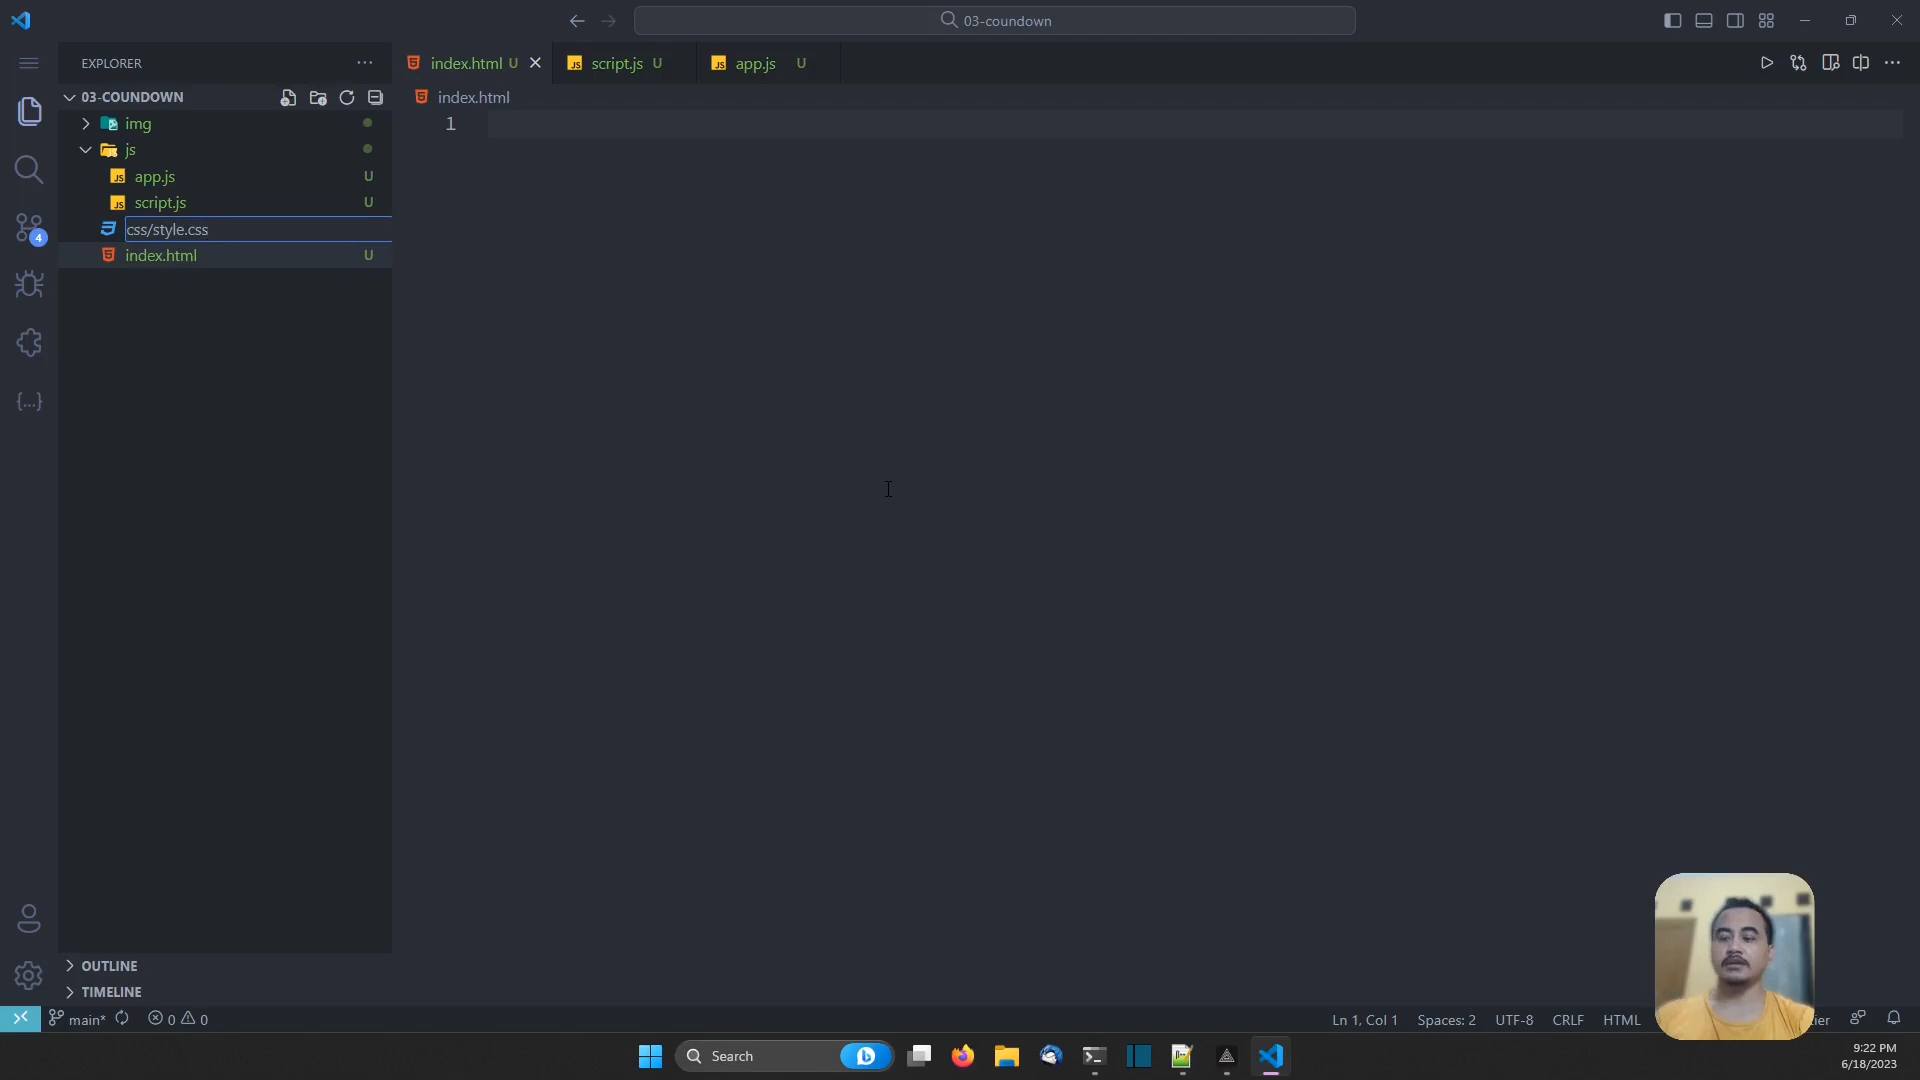 03-coundown
EXPLORER
index.html U
script.js U
app.js U
03-COUNDOWN
index.html
img
1
js
app.js U
script.js U
css/style.css
index.html U
4
{...}
OUTLINE
TIMELINE
main*
0 0
Ln 1, Col 1
Spaces: 2
UTF-8
CRLF
HTML
ier
Search
9:22 PM
6/18/2023